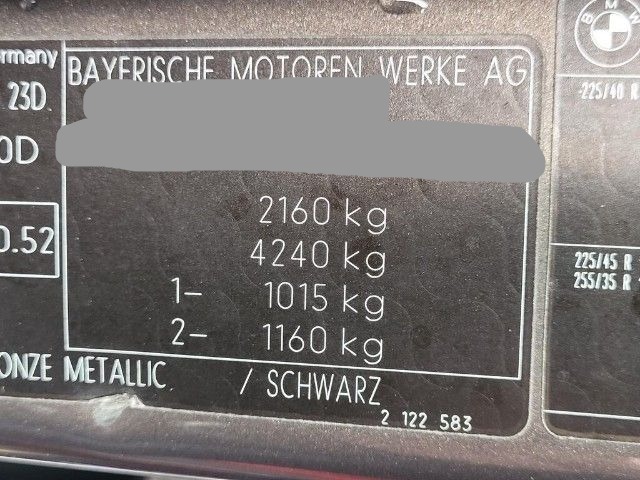 ermany
BAYERISCHE MOTOREN WERKE AG
23D
0D
2160 kg
4240 kg
0.52
1- 1015 kg
2- 1160 kg
ONZE METALLIC / SCHWARZ
2 122 583
BMW
225/40 R
225/45 R
255/35 R